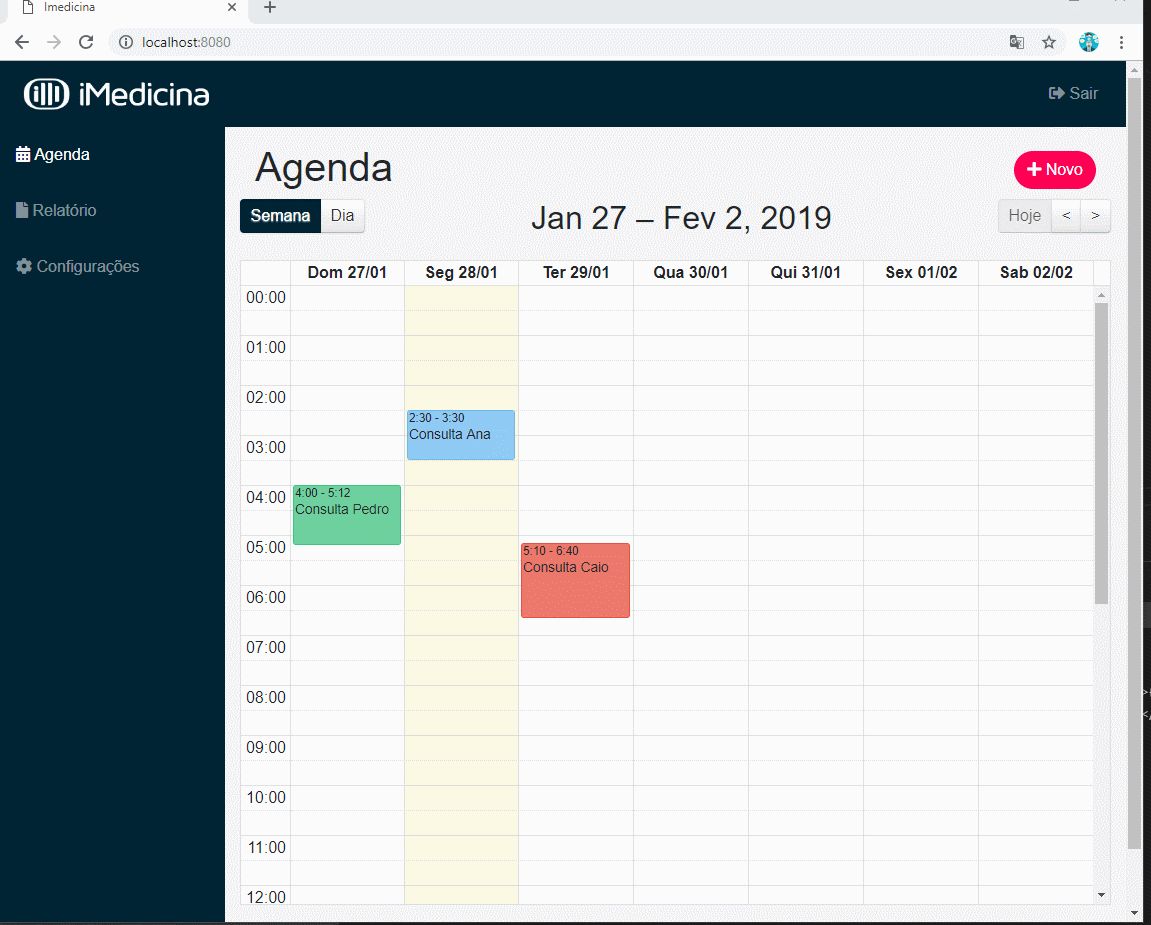 Imedicina
localhost:8080
iMedicina
Sair
Agenda
Relatório
Configurações
Agenda
Novo
Semana Dia
Jan 27 – Fev 2, 2019
Hoje < >
Dom 27/01 Seg 28/01 Ter 29/01 Qua 30/01 Qui 31/01 Sex 01/02 Sab 02/02
00:00
01:00
02:00
2:30 - 3:30
Consulta Ana
03:00
04:00
4:00 - 5:12
Consulta Pedro
05:00
5:10 - 6:40
Consulta Caio
06:00
07:00
08:00
09:00
10:00
11:00
12:00